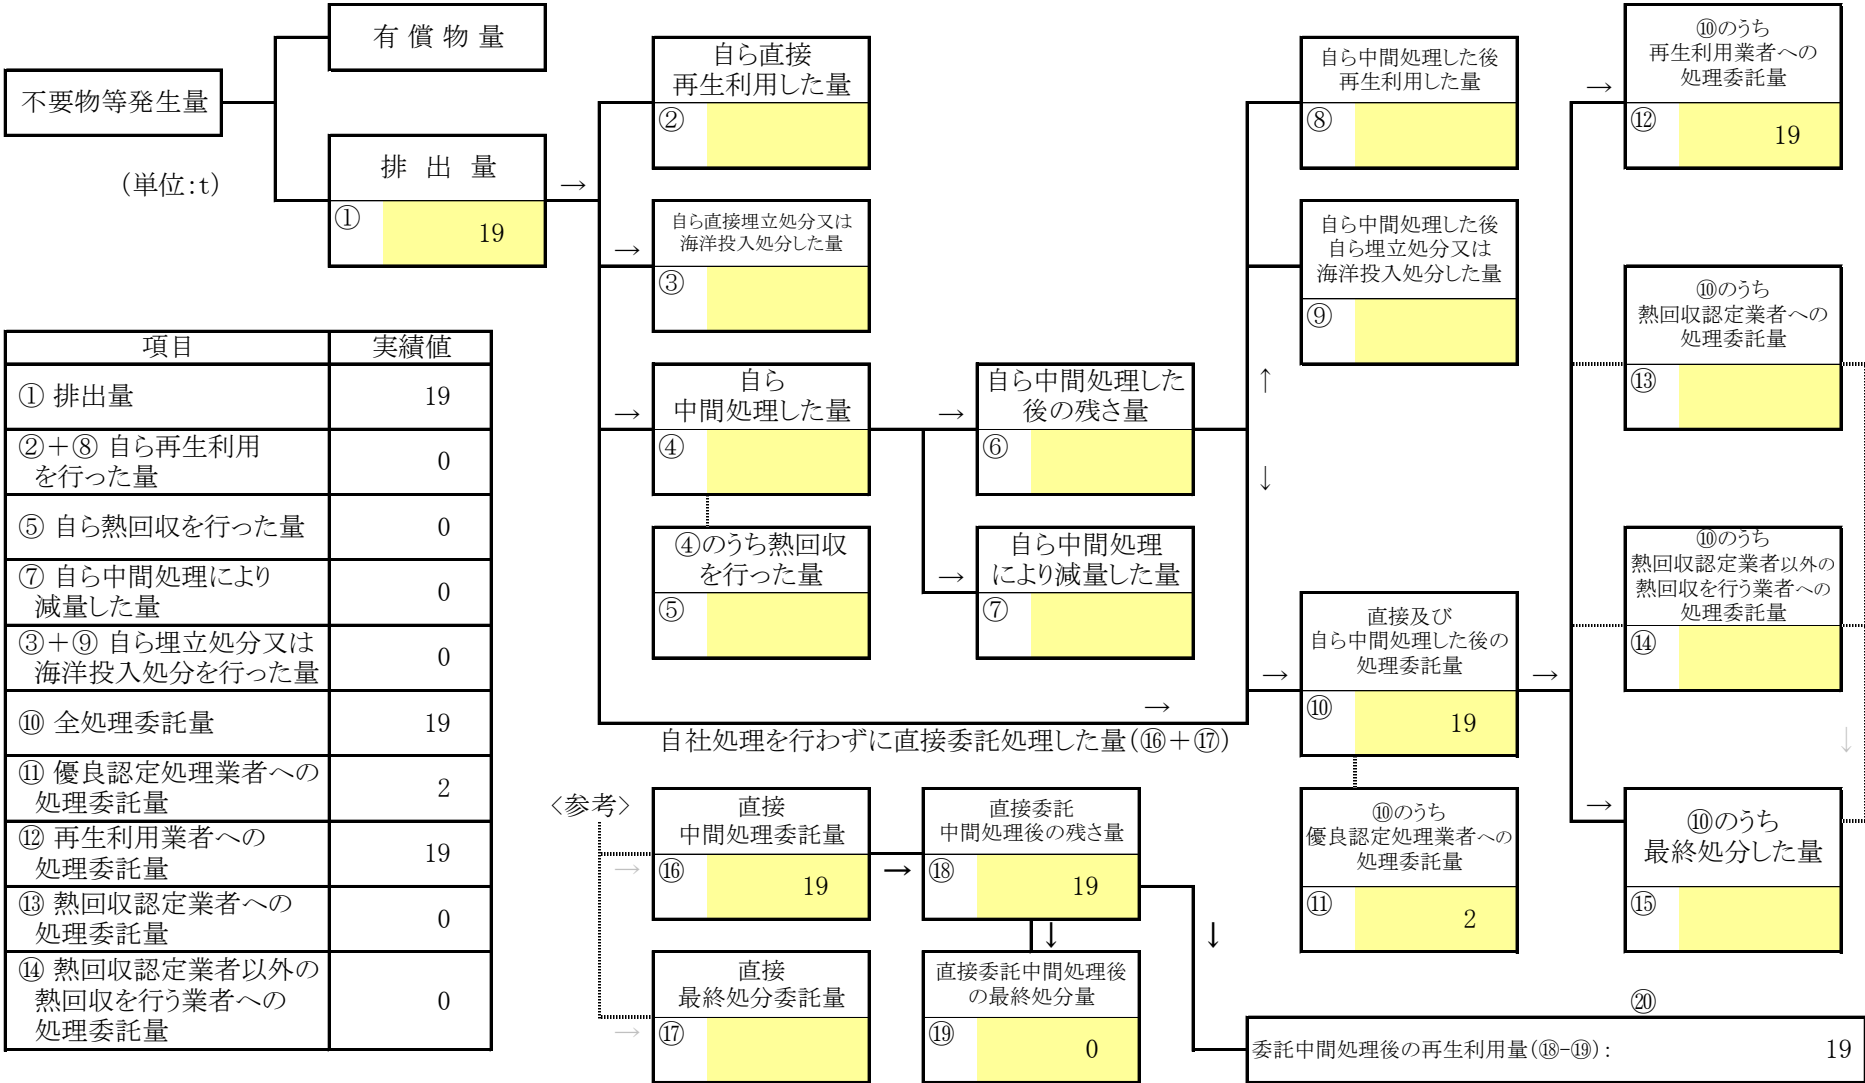 不要物等発生量
(単位:t)
有 償 物 量
排 出 量
①
19
→
自ら直接
再生利用した量
②
→
自ら直接埋立処分又は
海洋投入処分した量
③
→
自ら
中間処理した量
④
④のうち熱回収
を行った量
⑤
→
自ら中間処理した
後の残さ量
⑥
→
自ら中間処理
により減量した量
⑦
↑
↓
自ら中間処理した後
再生利用した量
⑧
自ら中間処理した後
自ら埋立処分又は
海洋投入処分した量
⑨
→
自社処理を行わずに直接委託処理した量(⑯+⑰)
→
直接及び
自ら中間処理した後の
処理委託量
⑩
19
⑩のうち
優良認定処理業者への
処理委託量
⑪
2
→
→
⑩のうち
再生利用業者への
処理委託量
⑫
19
⑩のうち
熱回収認定業者への
処理委託量
⑬
⑩のうち
熱回収認定業者以外の
熱回収を行う業者への
処理委託量
⑭
↓
→
⑩のうち
最終処分した量
⑮
項目 実績値
① 排出量 19
②+⑧ 自ら再生利用
を行った量 0
⑤ 自ら熱回収を行った量 0
⑦ 自ら中間処理により
減量した量 0
③+⑨ 自ら埋立処分又は
海洋投入処分を行った量 0
⑩ 全処理委託量 19
⑪ 優良認定処理業者への
処理委託量 2
⑫ 再生利用業者への
処理委託量 19
⑬ 熱回収認定業者への
処理委託量 0
⑭ 熱回収認定業者以外の
熱回収を行う業者への
処理委託量 0
<参考>
→
直接
中間処理委託量
⑯
19
→
直接委託
中間処理後の残さ量
⑱
19
→
直接
最終処分委託量
⑰
↓
直接委託中間処理後
の最終処分量
⑲
0
↓
⑳
委託中間処理後の再生利用量(⑱-⑲): 19